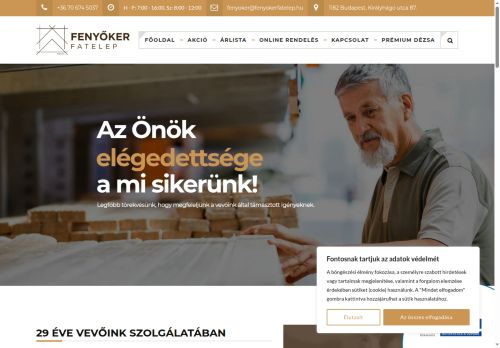 +36 70 674 5037
H - P: 7:00 - 16:00, Sz: 8:00 - 12:00
fenyoker@fenyokerfatelep.hu
1182 Budapest, Királyhágó utca 87.
FENYŐKER
FATELEP
FŐOLDAL
AKCIÓ
ÁRLISTA
ONLINE RENDELÉS
KAPCSOLAT
PRÉMIUM DÉZSA
Az Önök
elégedettsége
a mi sikerünk!
Legfőbb törekvésünk, hogy megfeleljünk a vevőink által támasztott igényeknek.
Fontosnak tartjuk az adatok védelmét
A böngészési élmény fokozása, a személyre szabott hirdetések
vagy tartalmak megjelenítése, valamint a forgalom elemzése
érdekében sütiket (cookie) használunk. A "Mindet elfogadom"
gombra kattintva hozzájárulhat a sütik használatához.
Elutasít
Az összes elfogadása
29 ÉVE VEVŐINK SZOLGÁLATÁBAN